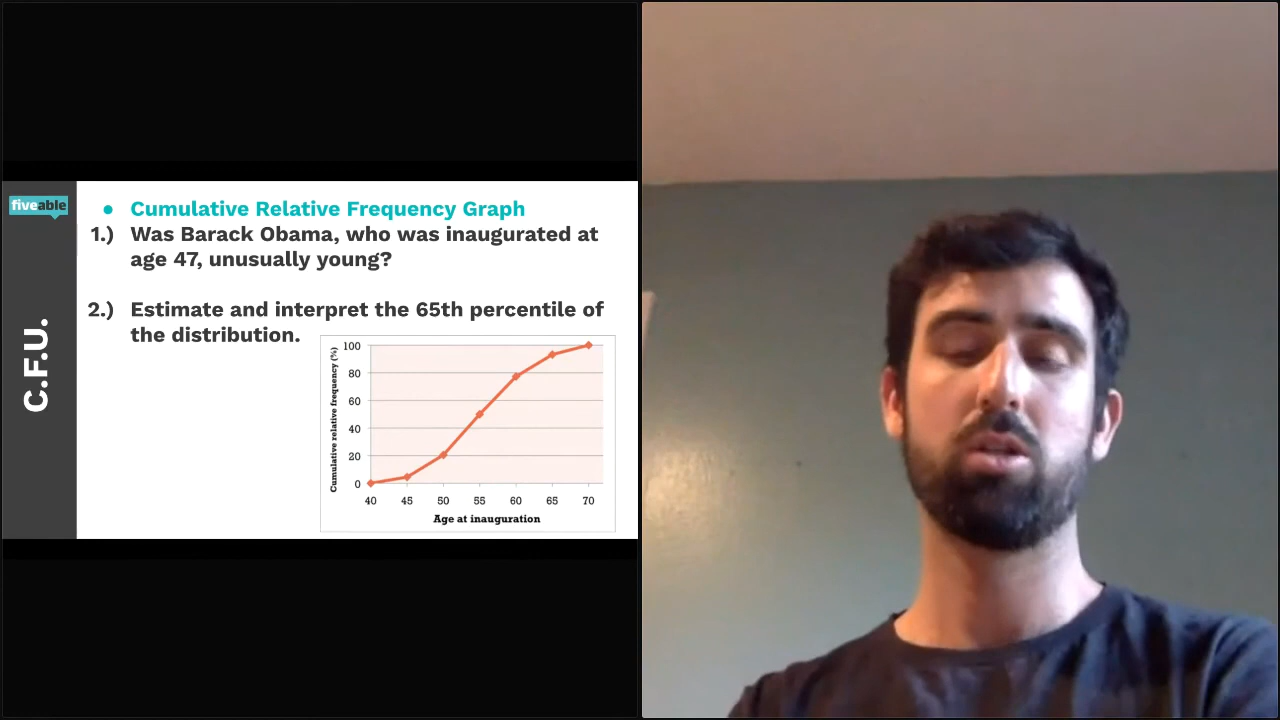 fiveable
C.F.U.
● Cumulative Relative Frequency Graph
1.) Was Barack Obama, who was inaugurated at
age 47, unusually young?
2.) Estimate and interpret the 65th percentile of
the distribution.
Cumulative relative frequency (%)
100
80
60
40
20
0
40 45 50 55 60 65 70
Age at inauguration